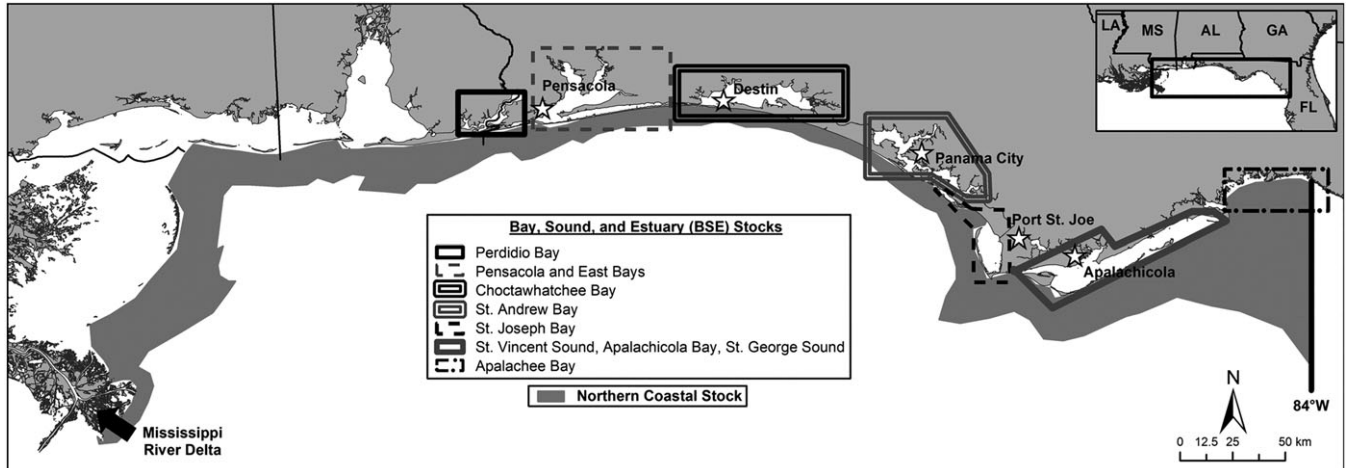 LA
MS
AL
GA
FL
Pensacola
Destin
Panama City
Port St. Joe
Apalachicola
Bay, Sound, and Estuary (BSE) Stocks
Perdidio Bay
Pensacola and East Bays
Choctawhatchee Bay
St. Andrew Bay
St. Joseph Bay
St. Vincent Sound, Apalachicola Bay, St. George Sound
Apalachee Bay
Northern Coastal Stock
Mississippi
River Delta
N
84°W
0 12.5 25 50 km